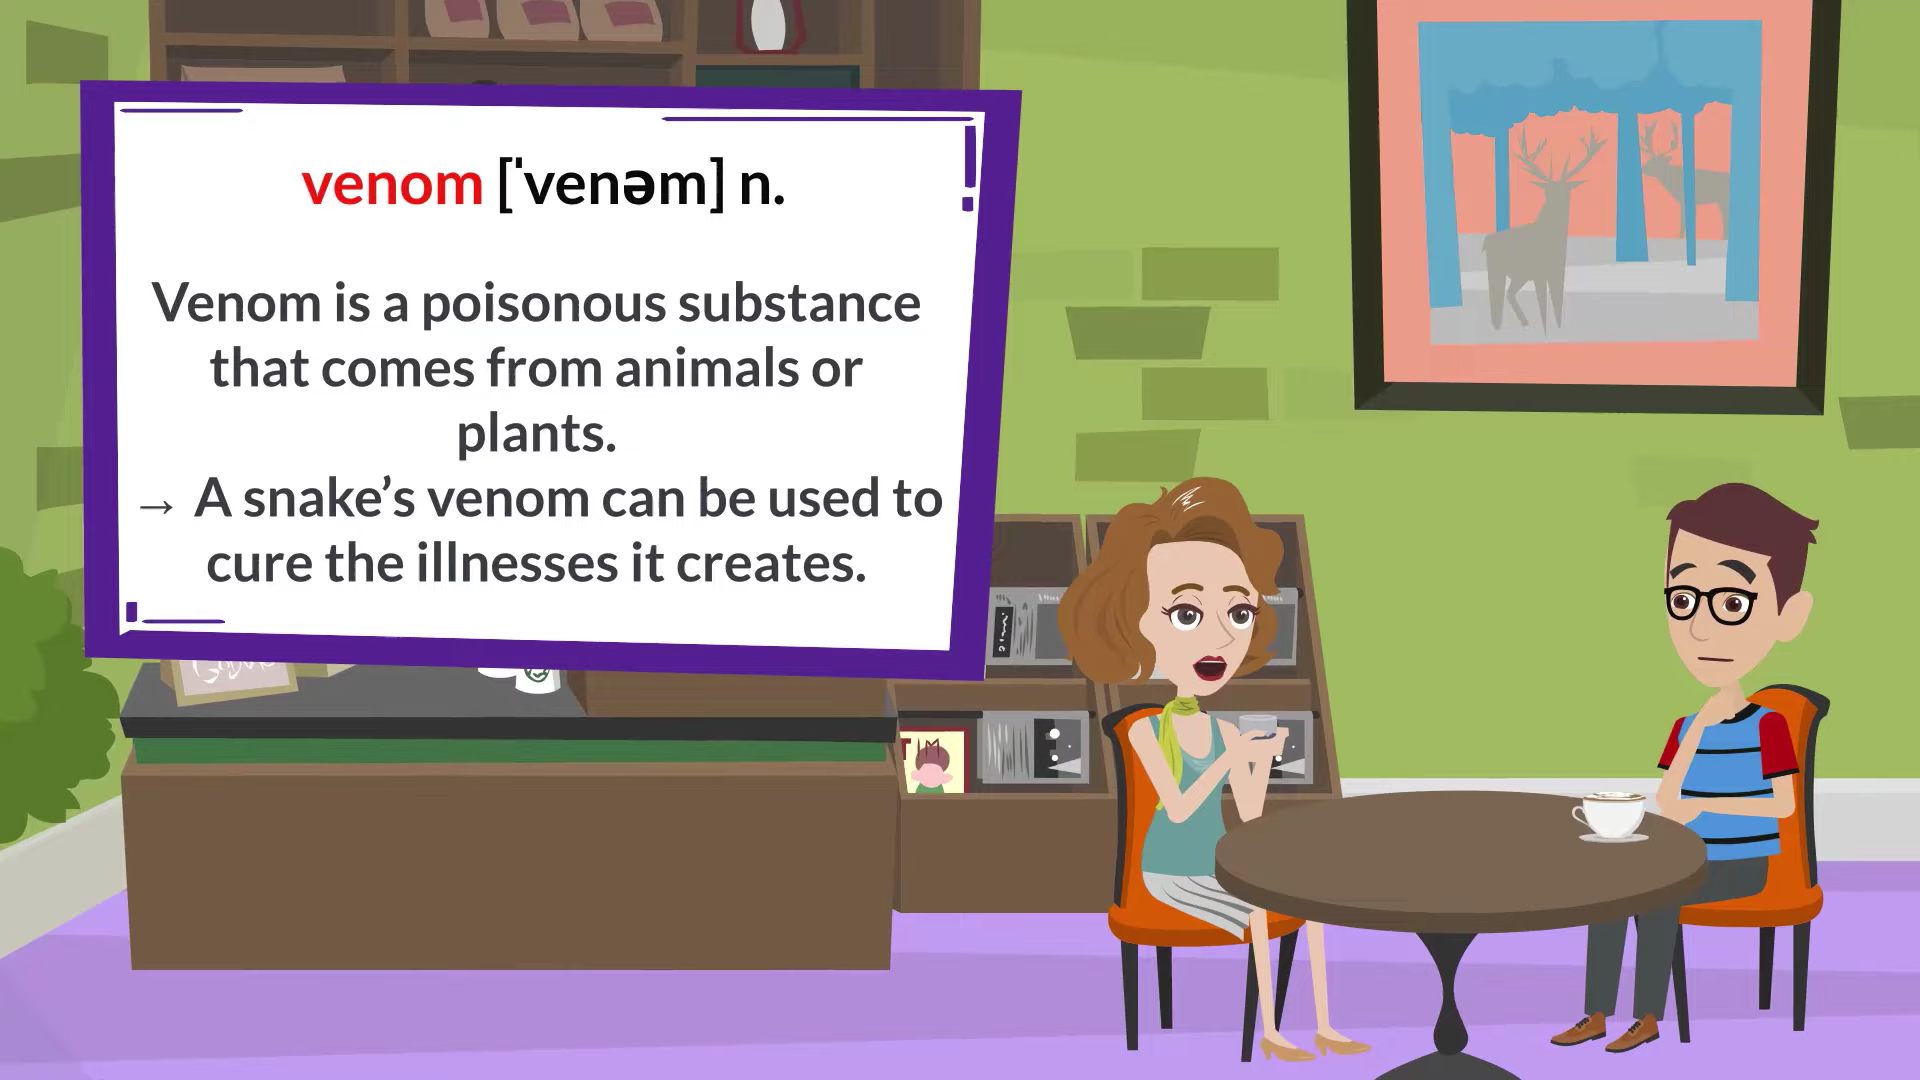 venom [ˈvenəm] n.
Venom is a poisonous substance
that comes from animals or
plants.
→ A snake’s venom can be used to
cure the illnesses it creates.